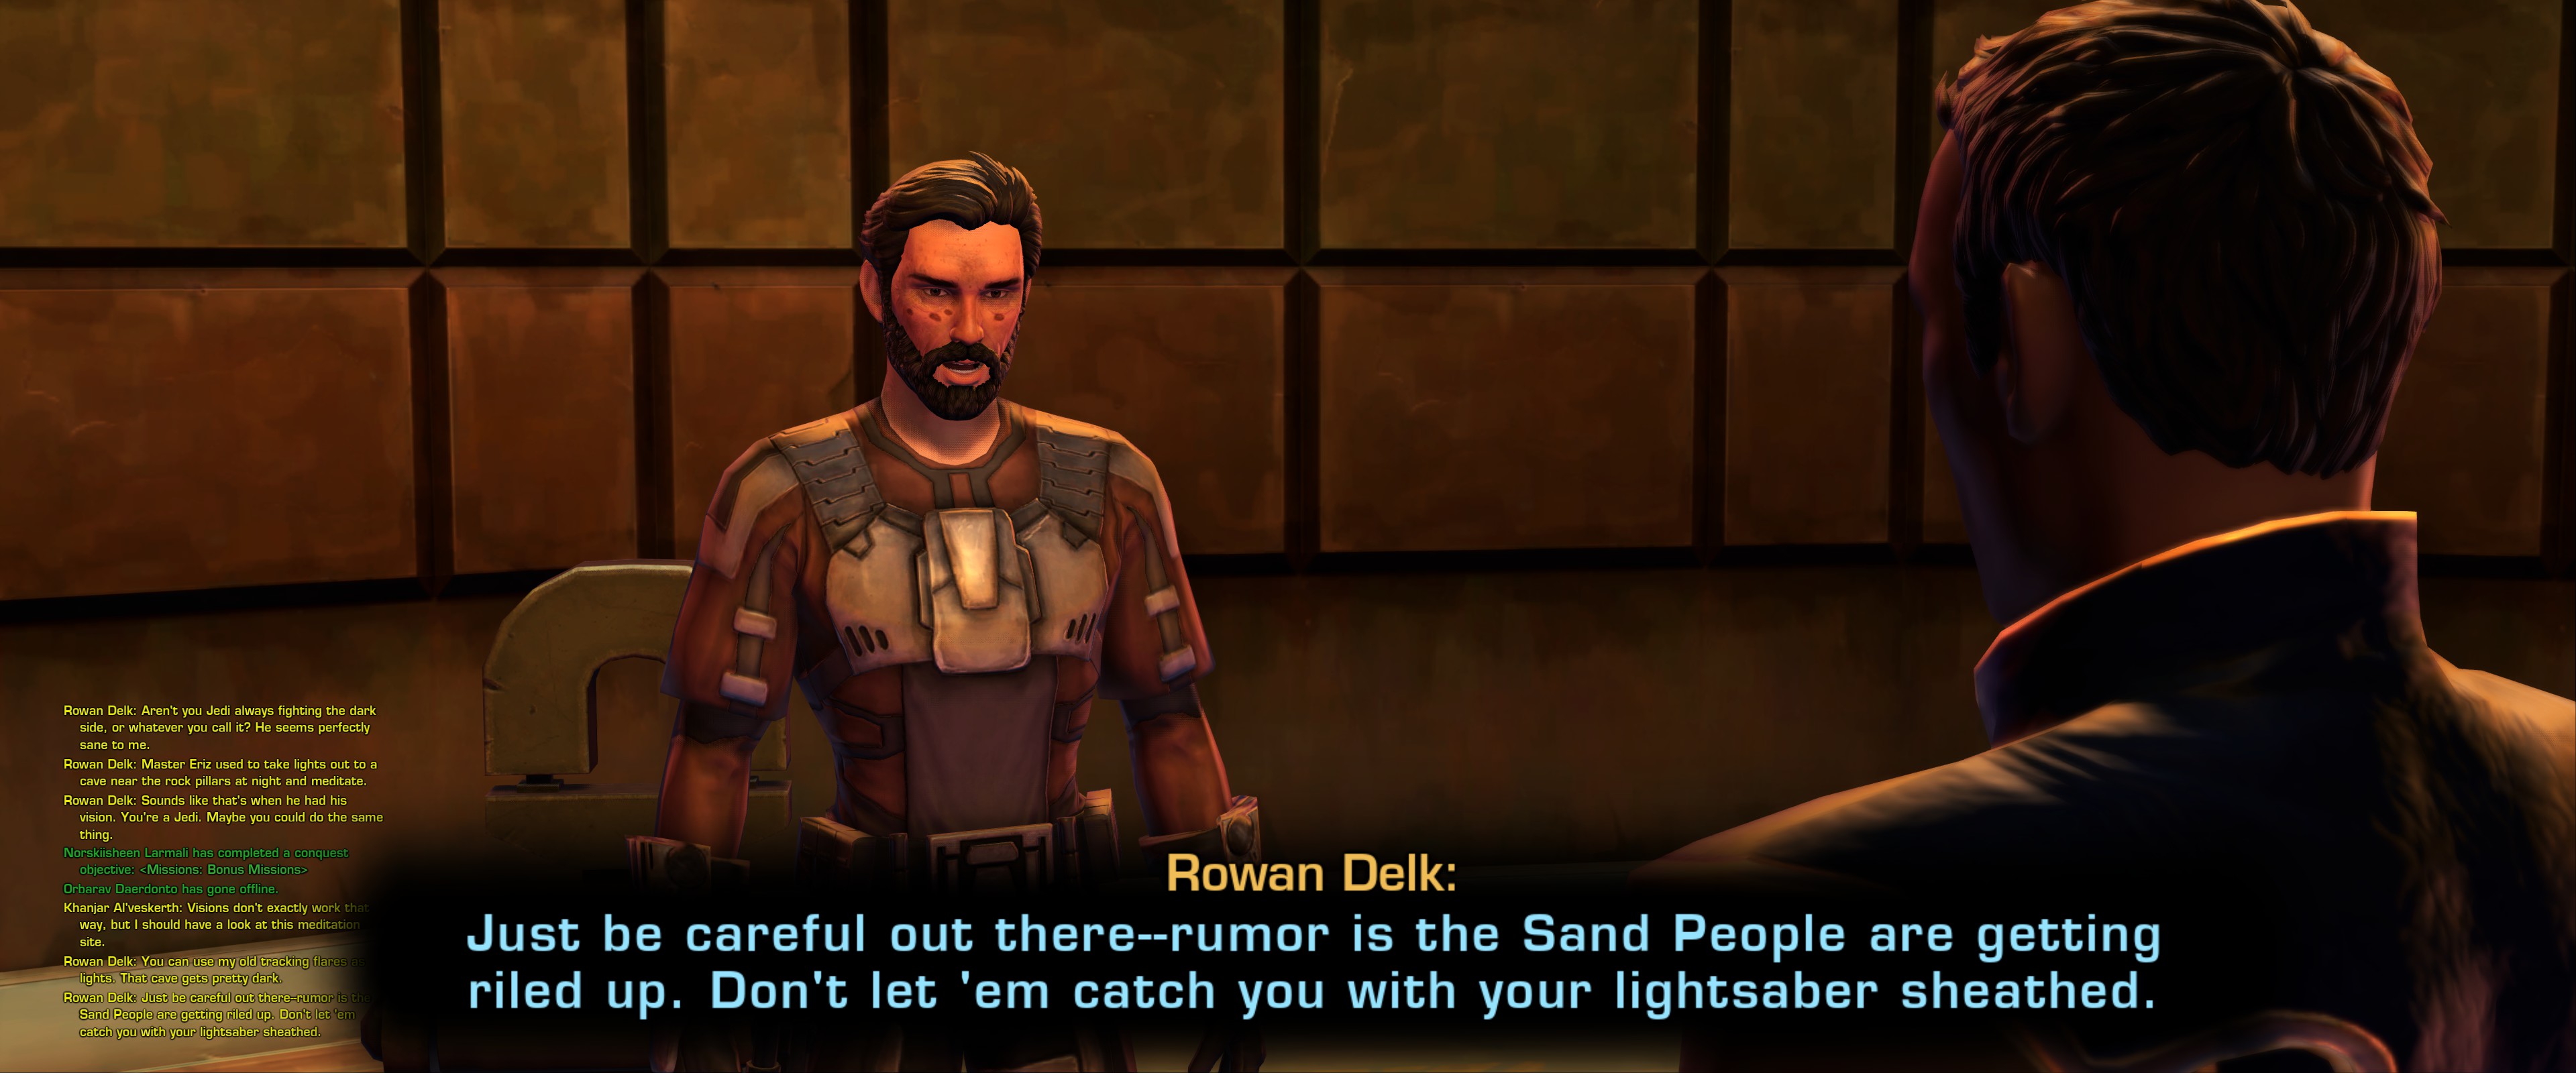 Rowan Delk: Aren't you Jedi always fighting the dark
side, or whatever you call it? He seems perfectly
sane to me.
Rowan Delk: Master Eriz used to take lights out to a
cave near the rock pillars at night and meditate.
Rowan Delk: Sounds like that's when he had his
vision. You're a Jedi. Maybe you could do the same
thing.
Norskiisheen Larmali has completed a conquest
objective: <Missions: Bonus Missions>
Orbarav Daerdonto has gone offline.
Khanjar Al'veskerth: Visions don't exactly work that
way, but I should have a look at this meditation
site.
Rowan Delk: You can use my old tracking flares as
lights. That cave gets pretty dark.
Rowan Delk: Just be careful out there--rumor is the
Sand People are getting riled up. Don't let 'em
catch you with your lightsaber sheathed.
Rowan Delk:
Just be careful out there--rumor is the Sand People are getting
riled up. Don't let 'em catch you with your lightsaber sheathed.